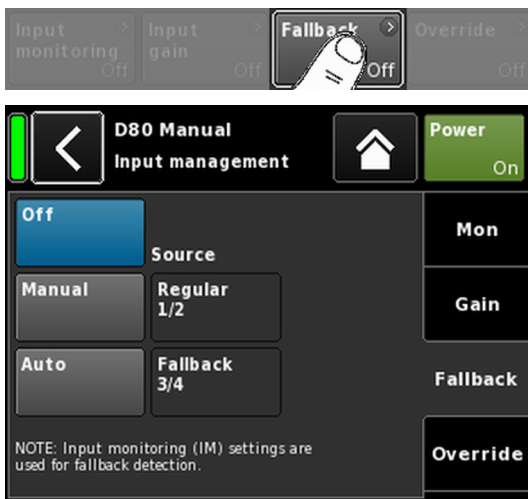 Input
monitoring
Off
Input
gain
Off
Fallback
Off
Override
Off
D80 Manual
Input management
Power
On
Off
Source
Manual
Regular
1/2
Auto
Fallback
3/4
NOTE: Input monitoring (IM) settings are
used for fallback detection.
Mon
Gain
Fallback
Override